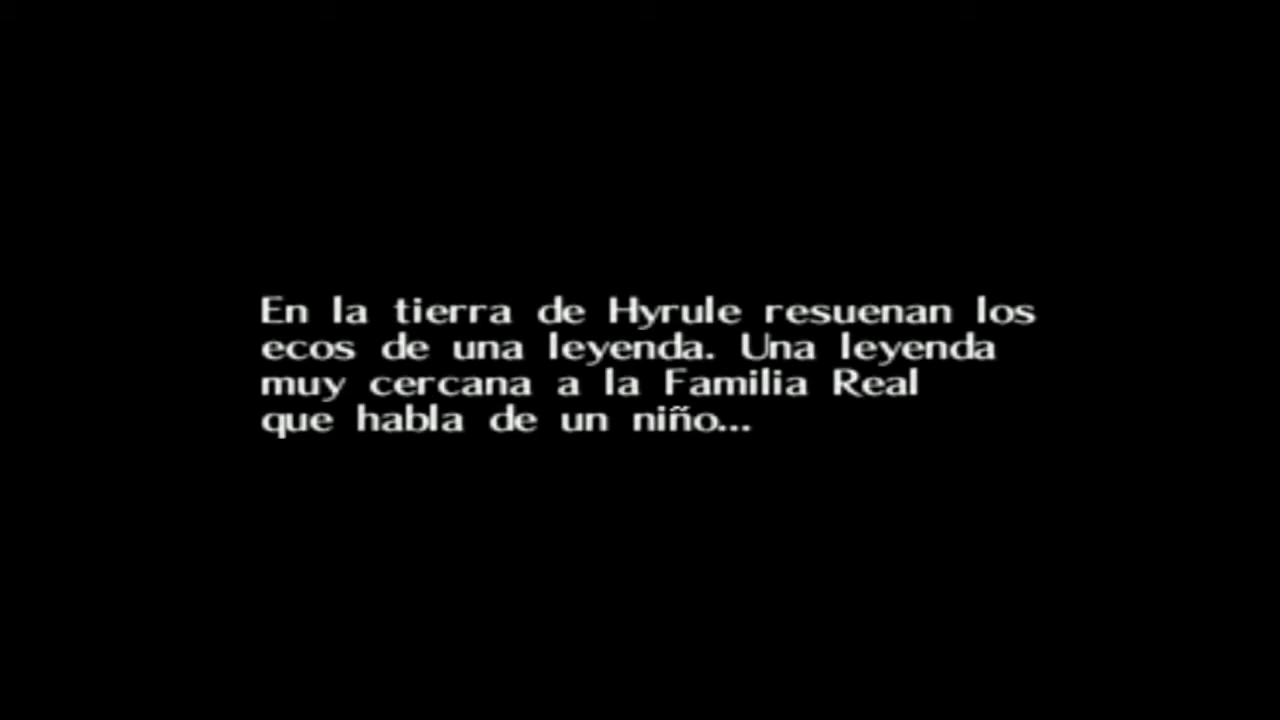 En la tierra de Hyrule resuenan los
ecos de una leyenda. Una leyenda
muy cercana a la Familia Real
que habla de un niño...